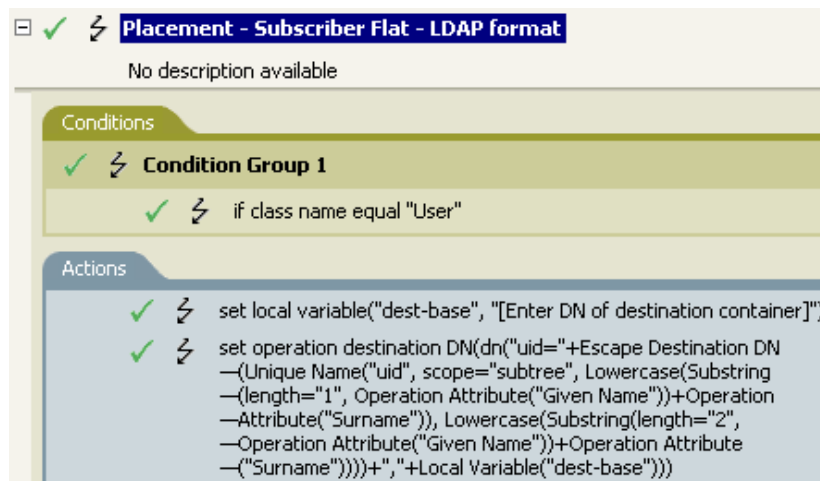 Placement - Subscriber Flat - LDAP format
No description available
Conditions
Condition Group 1
if class name equal "User"
Actions
set local variable("dest-base", "[Enter DN of destination container]")
set operation destination DN(dn("uid="+Escape Destination DN
—(Unique Name("uid", scope="subtree", Lowercase(Substring
—(length="1", Operation Attribute("Given Name"))+Operation
—Attribute("Surname")), Lowercase(Substring(length="2",
—Operation Attribute("Given Name"))+Operation Attribute
—("Surname"))))+","+Local Variable("dest-base")))